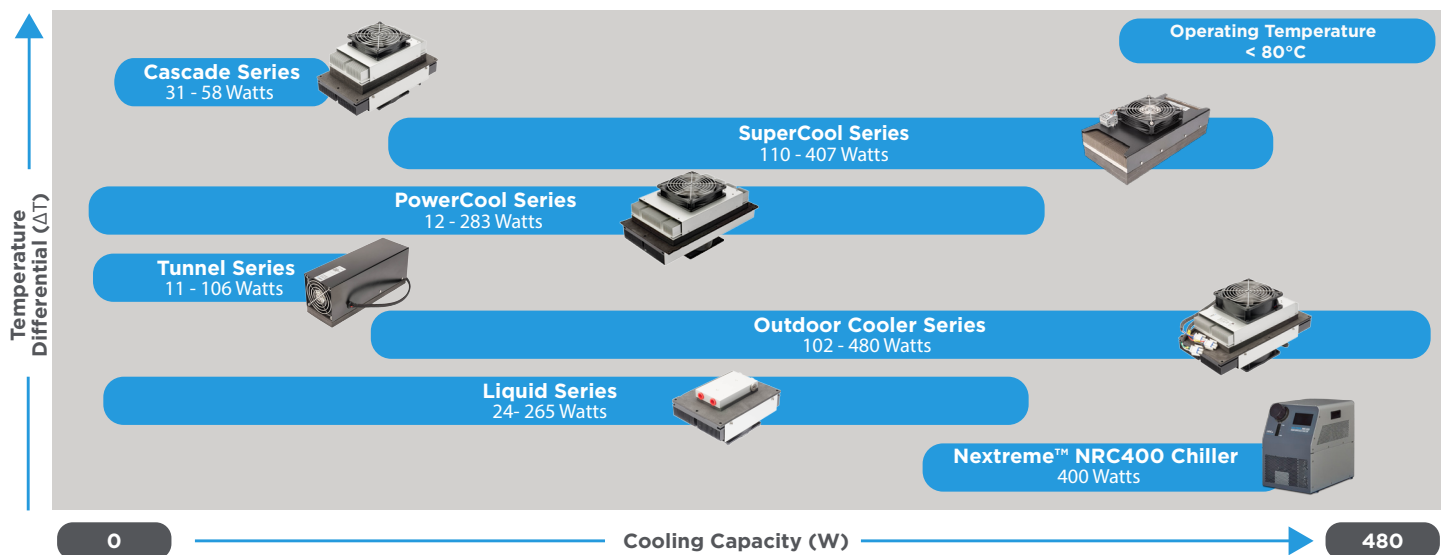 Operating Temperature
< 80°C
Cascade Series
31 - 58 Watts
SuperCool Series
110 - 407 Watts
PowerCool Series
12 - 283 Watts
Tunnel Series
11 - 106 Watts
Outdoor Cooler Series
102 - 480 Watts
Liquid Series
24- 265 Watts
Nextreme™ NRC400 Chiller
400 Watts
Temperature
Differential (ΔT)
0
Cooling Capacity (W)
480